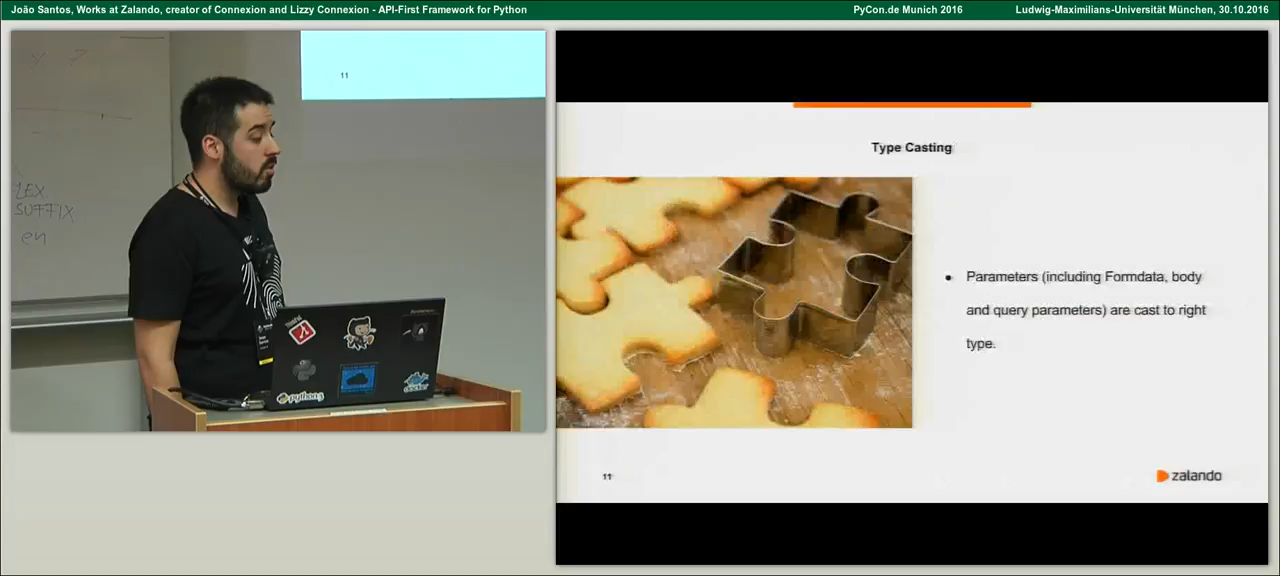 João Santos, Works at Zalando, creator of Connexion and Lizzy Connexion - API-First Framework for Python
PyCon.de Munich 2016
Ludwig-Maximilians-Universität München, 30.10.2016
11
LEX
SUFFIX
en
python3
docker
Type Casting
• Parameters (including Formdata, body
and query parameters) are cast to right
type.
11
zalando